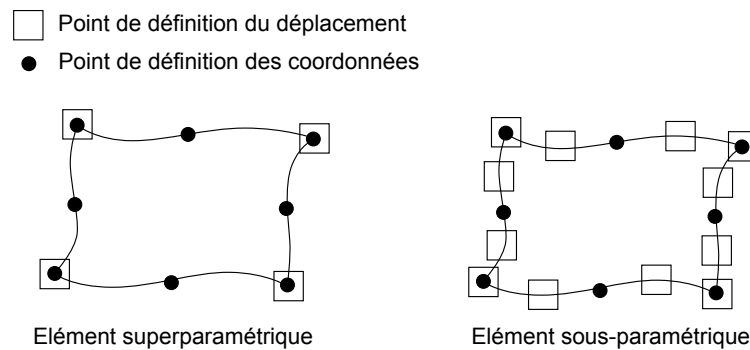 Point de définition du déplacement
Point de définition des coordonnées
Elément superparamétrique
Elément sous-paramétrique